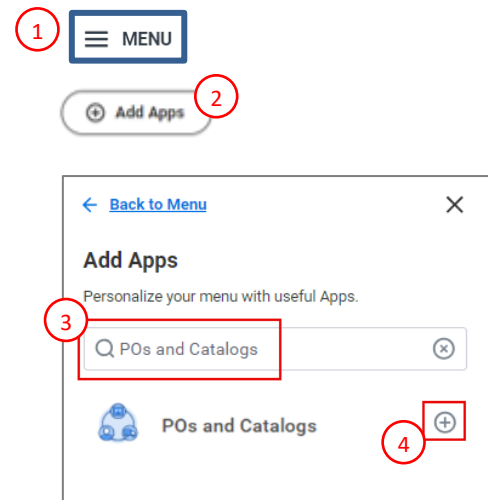 1
MENU
Add Apps
2
Back to Menu
Add Apps
Personalize your menu with useful Apps.
3
POs and Catalogs
POs and Catalogs
4